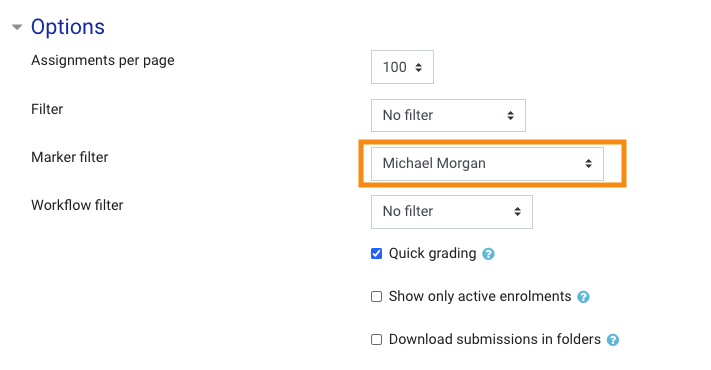 Options
Assignments per page
100
Filter
No filter
Marker filter
Michael Morgan
Workflow filter
No filter
Quick grading
Show only active enrolments
Download submissions in folders